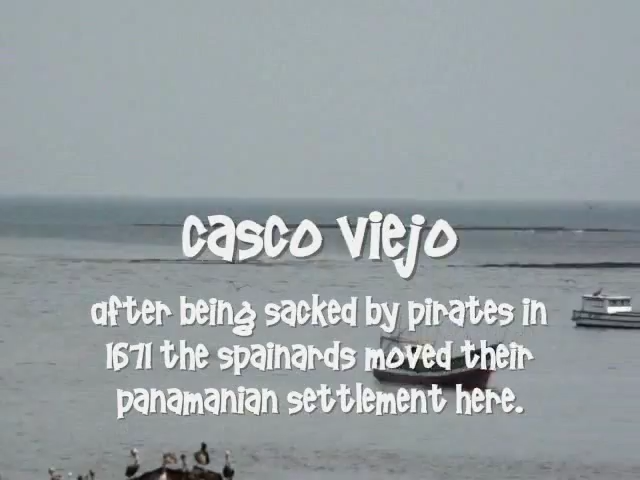 casco viejo
after being sacked by pirates in
1671 the spainards moved their
panamanian settlement here.